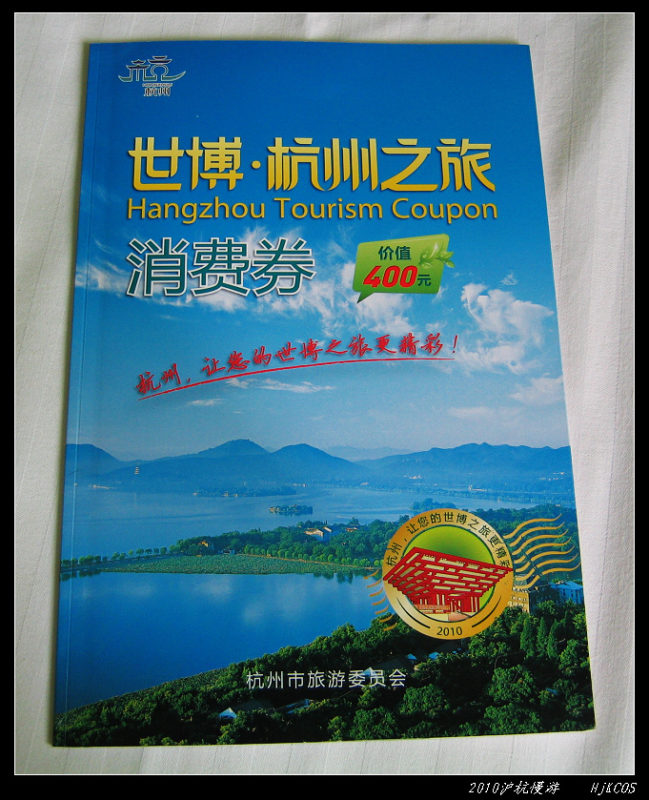 杭州
世博·杭州之旅
Hangzhou Tourism Coupon
消费券
价值
400元
杭州，让您的世博之旅更精彩！
杭州，让您的世博之旅更精彩
2010
杭州市旅游委员会
2010沪杭慢游 HjKCOS